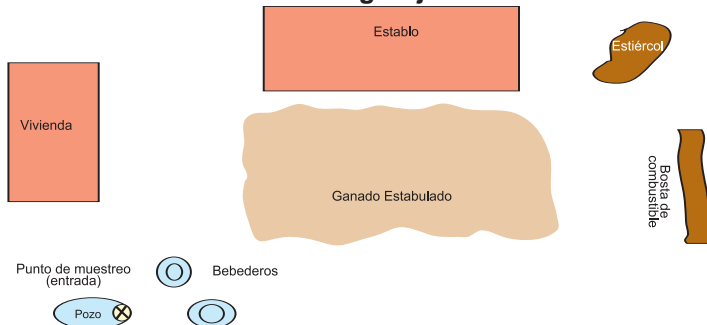 Establo
Estiércol
Vivienda
Ganado Estabulado
Bosta de
combustible
Punto de muestreo
(entrada)
Bebederos
Pozo